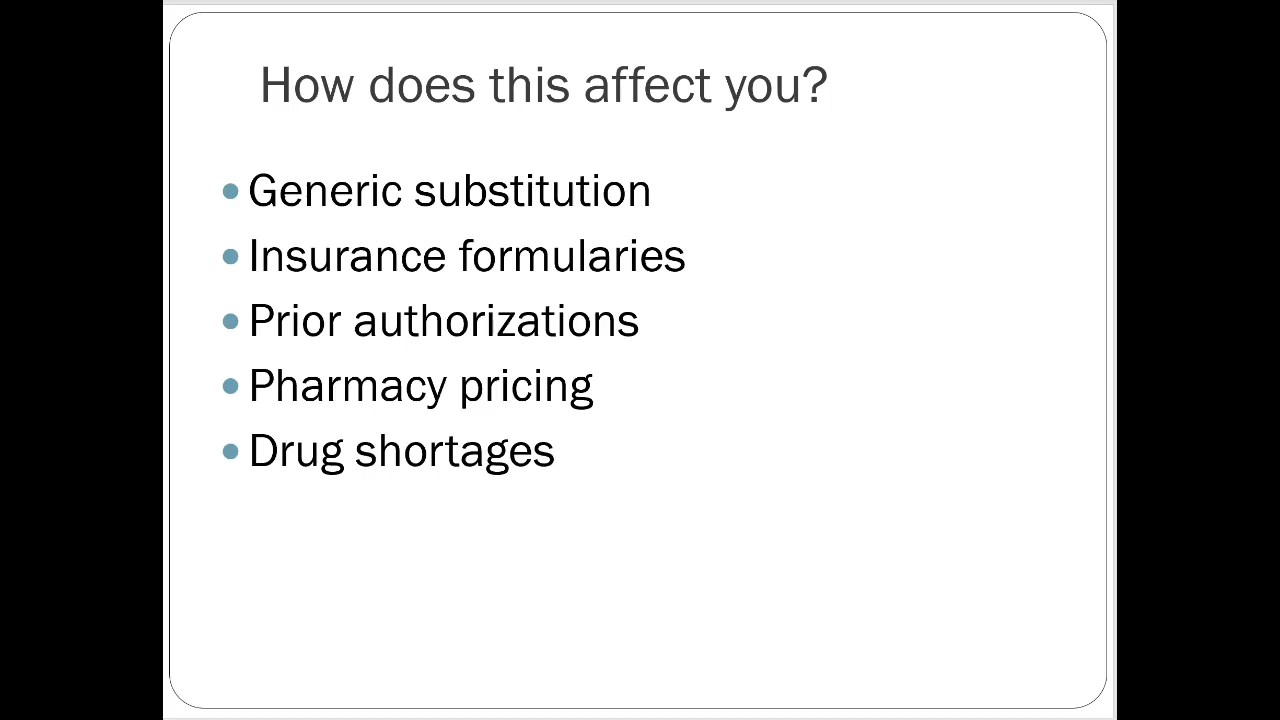 How does this affect you?
• Generic substitution
• Insurance formularies
• Prior authorizations
• Pharmacy pricing
• Drug shortages